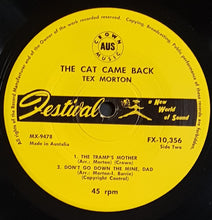 CROWN
AUS
MUSIC
THE CAT CAME BACK
TEX MORTON
Festival
a New World
of Sound
MX-9478
Made in Australia
FX-10,356
Side Two
1. THE TRAMP'S MOTHER
(Arr. Morton) (Crown)
2. DON'T GO DOWN THE MINE, DAD
(Arr. Morton-I. Barrie)
(Copyright Control)
45 rpm